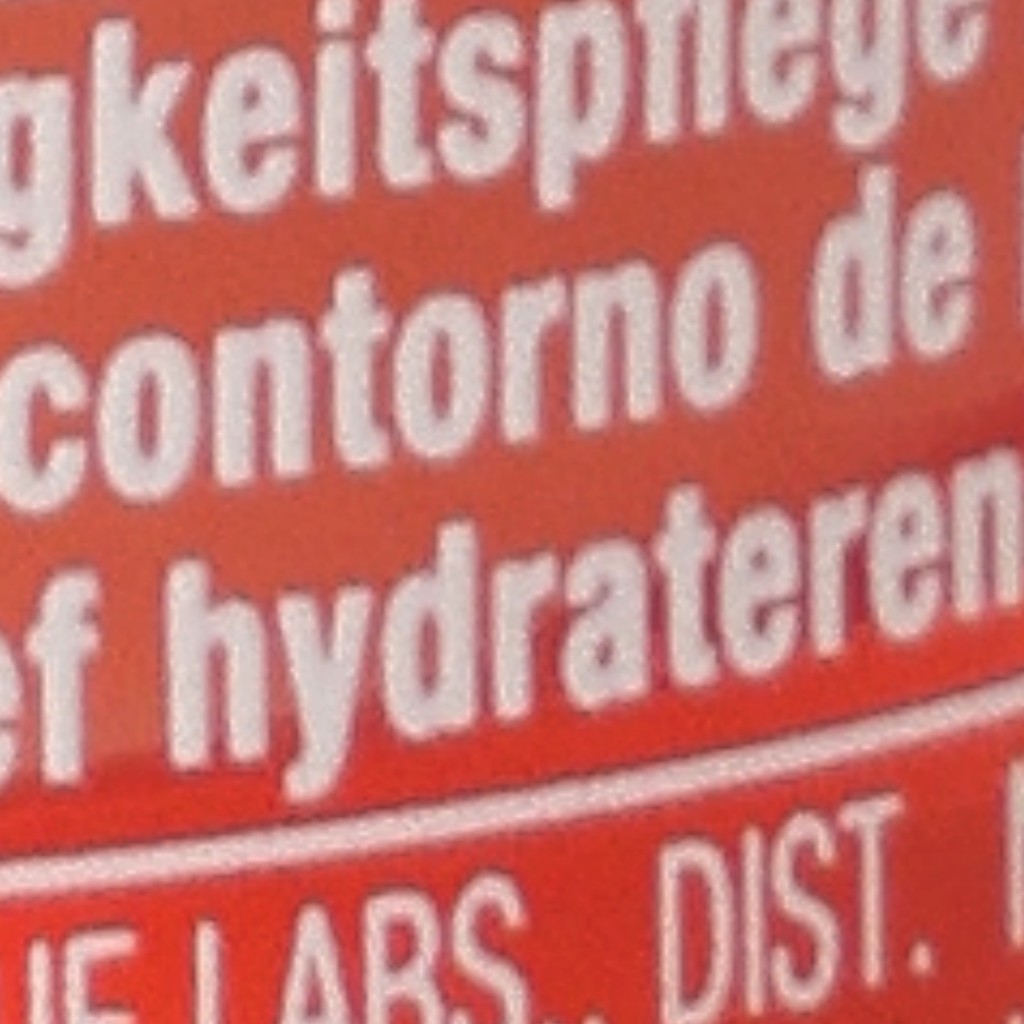 gkeitspflege
contorno de
ef hydrateren
LABS., DIST.